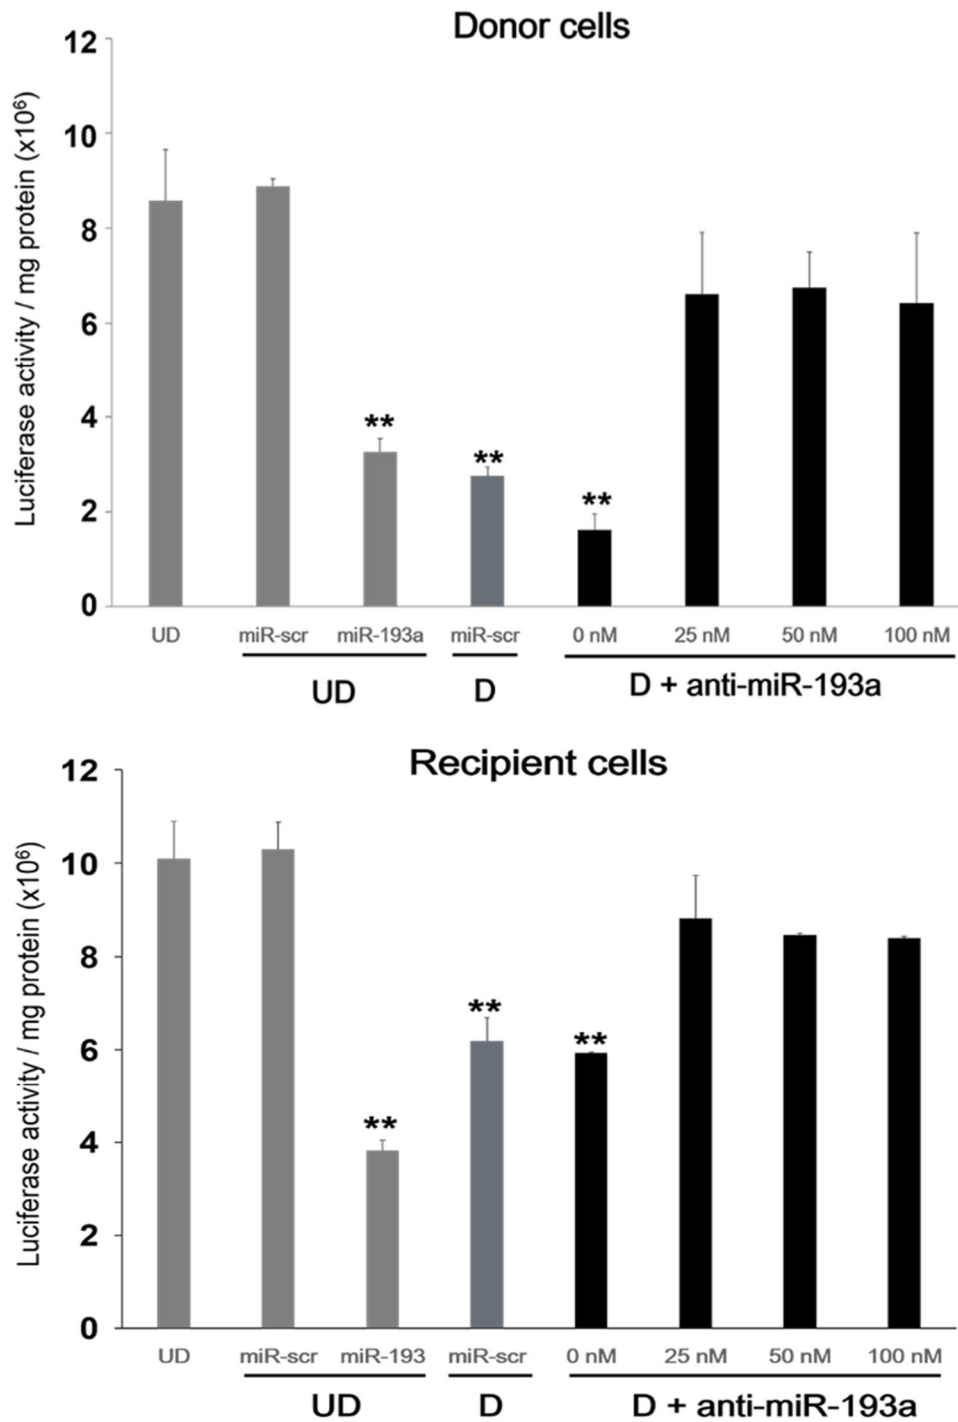 Donor cells
Luciferase activity / mg protein (x10⁶)
12
10
8
6
4
2
0
**
**
**
UD
miR-scr
miR-193a
miR-scr
0 nM
25 nM
50 nM
100 nM
UD
D
D + anti-miR-193a
Recipient cells
Luciferase activity / mg protein (x10⁶)
12
10
8
6
4
2
0
**
**
**
UD
miR-scr
miR-193
miR-scr
0 nM
25 nM
50 nM
100 nM
UD
D
D + anti-miR-193a